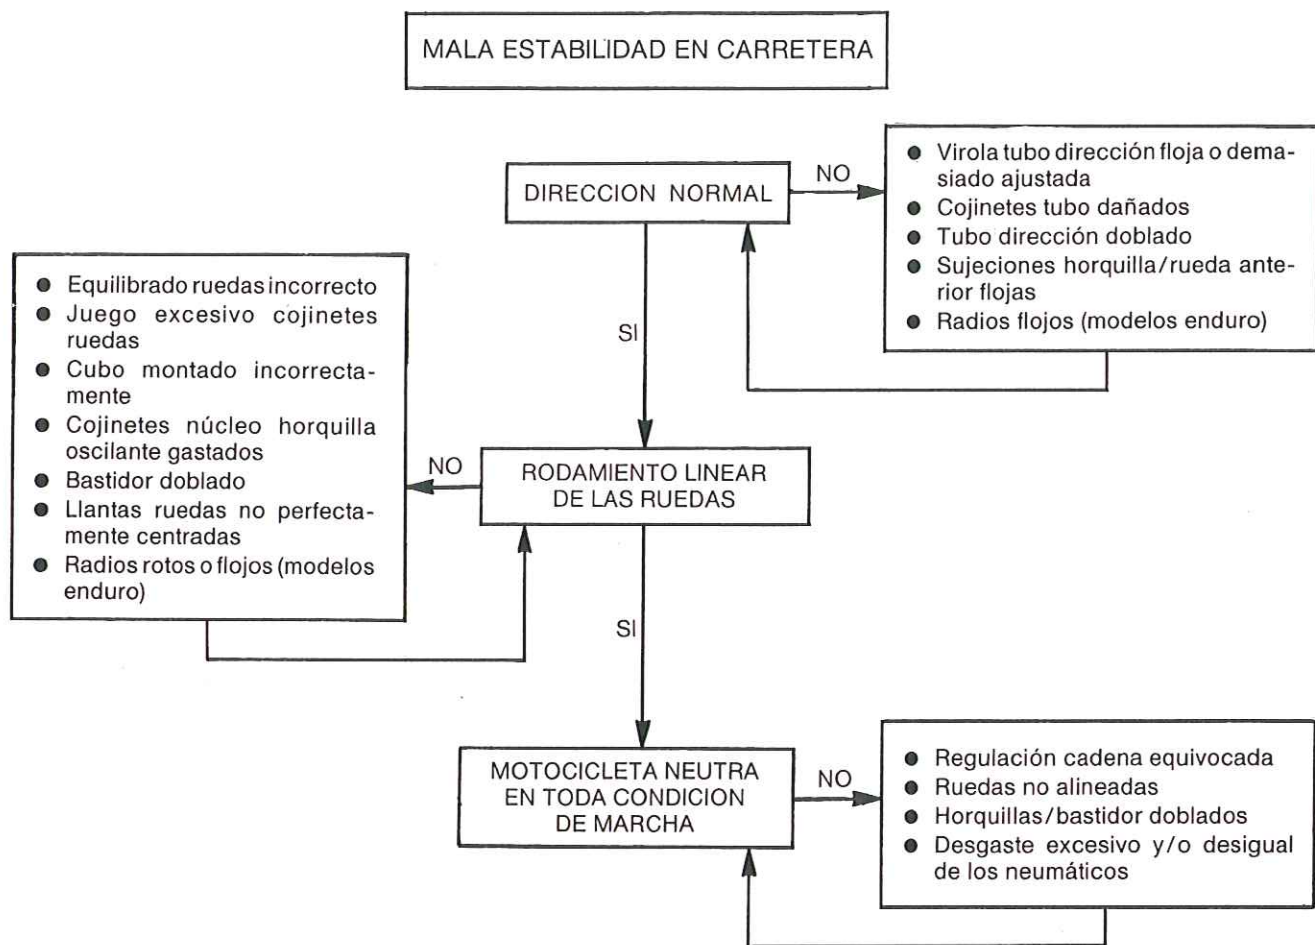 MALA ESTABILIDAD EN CARRETERA
DIRECCION NORMAL
NO
● Virola tubo dirección floja o dema-
siado ajustada
● Cojinetes tubo dañados
● Tubo dirección doblado
● Sujeciones horquilla/rueda ante-
rior flojas
● Radios flojos (modelos enduro)
SI
● Equilibrado ruedas incorrecto
● Juego excesivo cojinetes
ruedas
● Cubo montado incorrecta-
mente
● Cojinetes núcleo horquilla
oscilante gastados
● Bastidor doblado
● Llantas ruedas no perfecta-
mente centradas
● Radios rotos o flojos (modelos
enduro)
NO
RODAMIENTO LINEAR
DE LAS RUEDAS
SI
MOTOCICLETA NEUTRA
EN TODA CONDICION
DE MARCHA
NO
● Regulación cadena equivocada
● Ruedas no alineadas
● Horquillas/bastidor doblados
● Desgaste excesivo y/o desigual
de los neumáticos